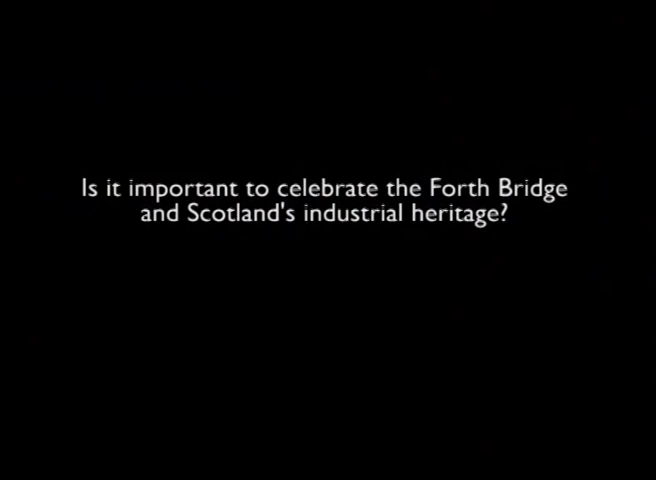 Is it important to celebrate the Forth Bridge
and Scotland's industrial heritage?